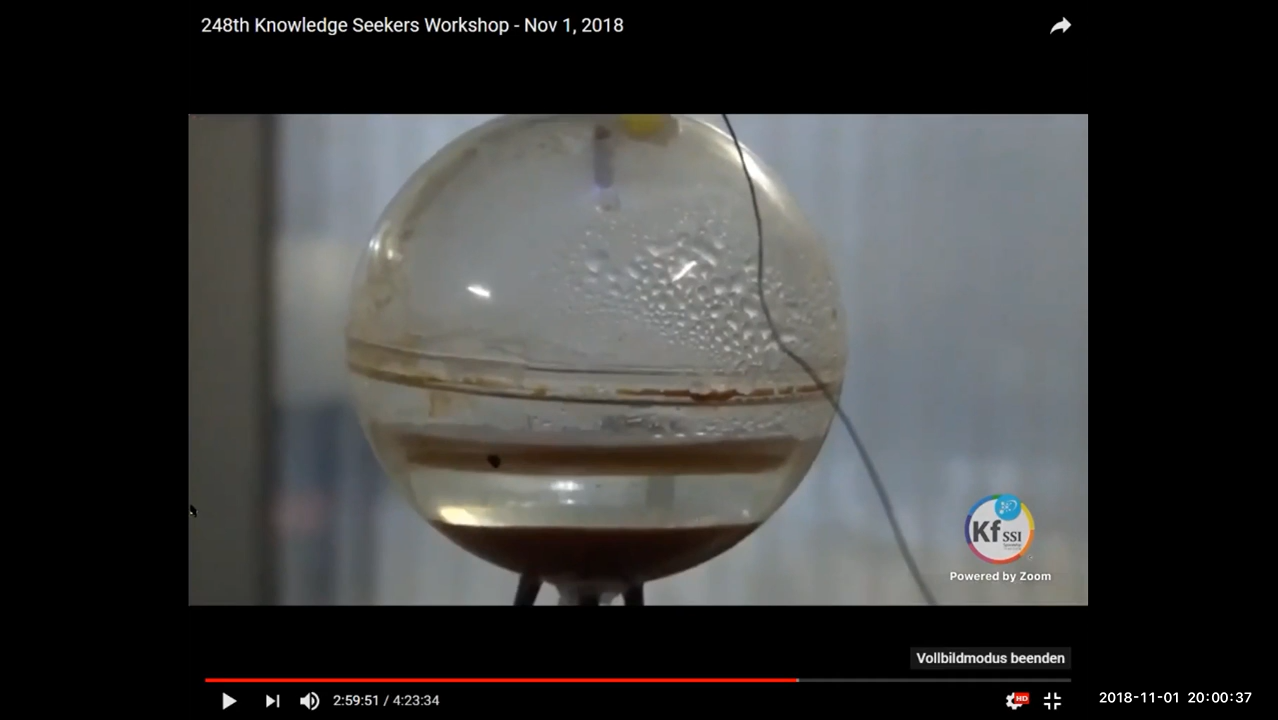 248th Knowledge Seekers Workshop - Nov 1, 2018
Kf SSI
Powered by Zoom
Vollbildmodus beenden
2:59:51 / 4:23:34
HD
2018-11-01 20:00:37